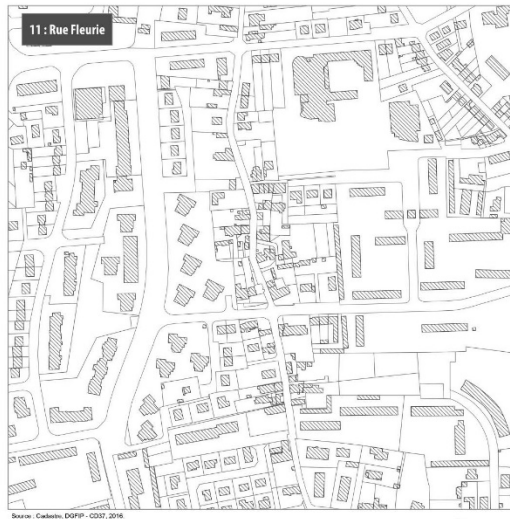 11 : Rue Fleurie
Source : Cadastre, DGFIP - CD37, 2016.